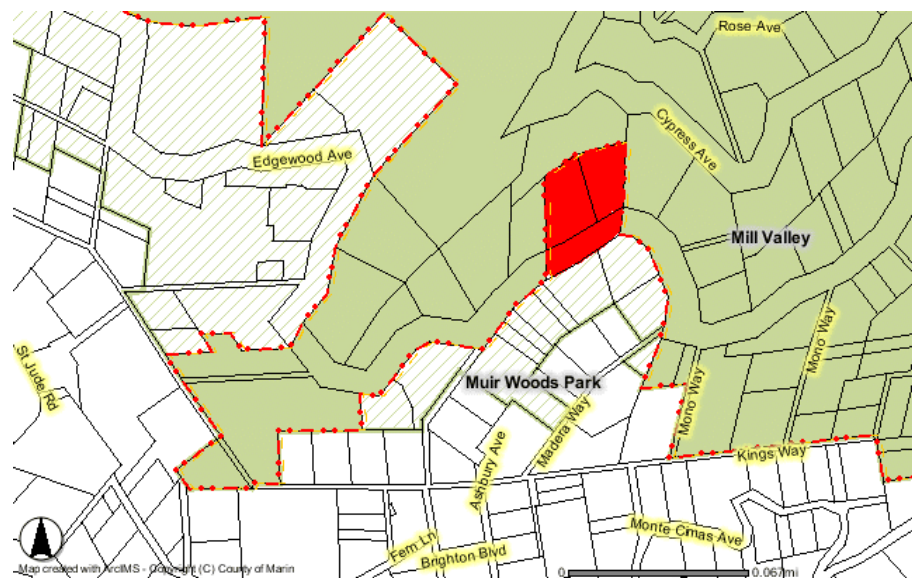 Rose Ave
Cypress Ave
Edgewood Ave
Mill Valley
Mono Way
St Jude Rd
Muir Woods Park
Mono Way
Madera Way
Ashbury Ave
Kings Way
Monte Cimas Ave
Fern Ln
Brighton Blvd
Map created with ArcIMS - Copyright (C) County of Marin
0 0.067mi